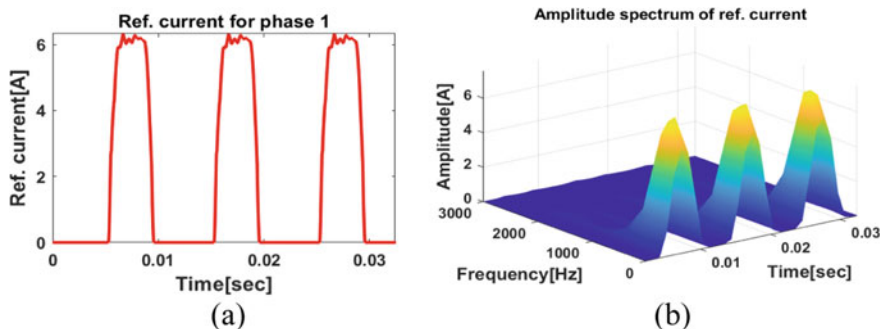 Ref. current for phase 1
Ref. current[A]
6
4
2
0
0 0.01 0.02 0.03
Time[sec]
(a)
Amplitude spectrum of ref. current
Amplitude[A]
6
4
2
0
3000
2000
1000
0
Frequency[Hz]
0.01
0.02
0.03
Time[sec]
(b)